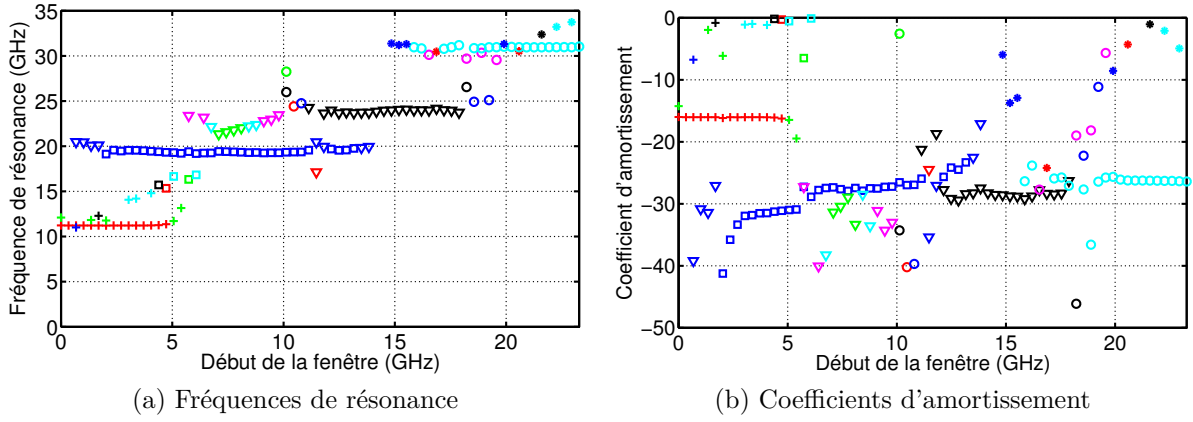 Fréquence de résonance (GHz)
35
30
25
20
15
10
5
0
0 5 10 15 20
Début de la fenêtre (GHz)
(a) Fréquences de résonance
Coefficient d'amortissement
0
−10
−20
−30
−40
−50
0 5 10 15 20
Début de la fenêtre (GHz)
(b) Coefficients d'amortissement